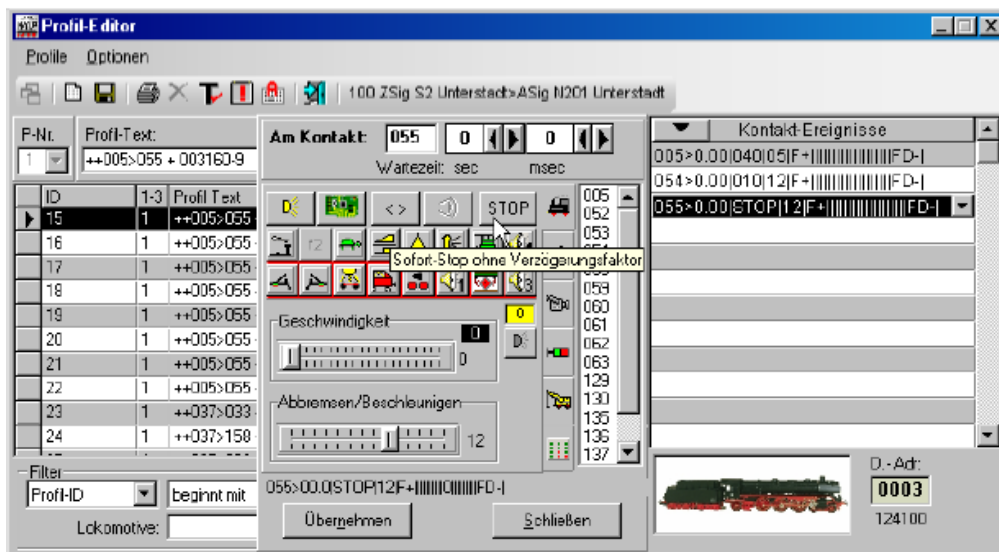 Profil-Editor
Profile Optionen
100 ZSig S2 Unterstadt>ASig N201 Unterstadt
P-Nr. Profil-Text:
1 ++005>055 + 003160-9
ID 1-3 Profil Text
15 1 ++005>055
16 1 ++005>055
17 1 ++005>055
18 1 ++005>055
19 1 ++005>055
20 1 ++005>055
21 1 ++005>055
22 1 ++005>055
23 1 ++037>033
24 1 ++037>158
Filter
Profil-ID beginnt mit
Lokomotive:
Am Kontakt: 055 0 0
Wartezeit: sec msec
<> STOP
f2
Sofort-Stop ohne Verzögerungsfaktor
1 3
Geschwindigkeit
0
0
0
Abbremsen/Beschleunigen
12
055>00.0|STOP|12|F+||||||0||||||FD-|
Übernehmen Schließen
005
052
053
059
060
061
062
063
129
130
135
136
137
Kontakt-Ereignisse
005>0.00|040|05|F+||||||||||||||||FD-|
054>0.00|010|12|F+||||||||||||||||FD-|
055>0.00|STOP|12|F+||||||||||||||||FD-|
D.-Adr:
0003
124100